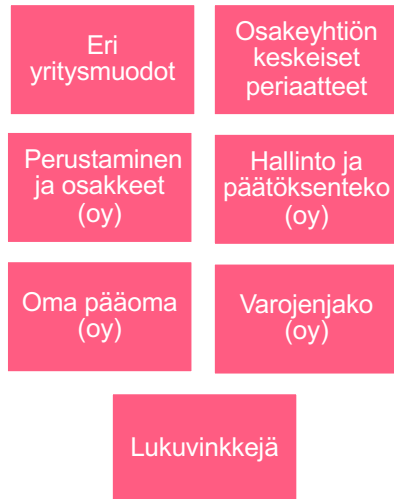 Eri
yritysmuodot
Osakeyhtiön
keskeiset
periaatteet
Perustaminen
ja osakkeet
(oy)
Hallinto ja
päätöksenteko
(oy)
Oma pääoma
(oy)
Varojenjako
(oy)
Lukuvinkkejä